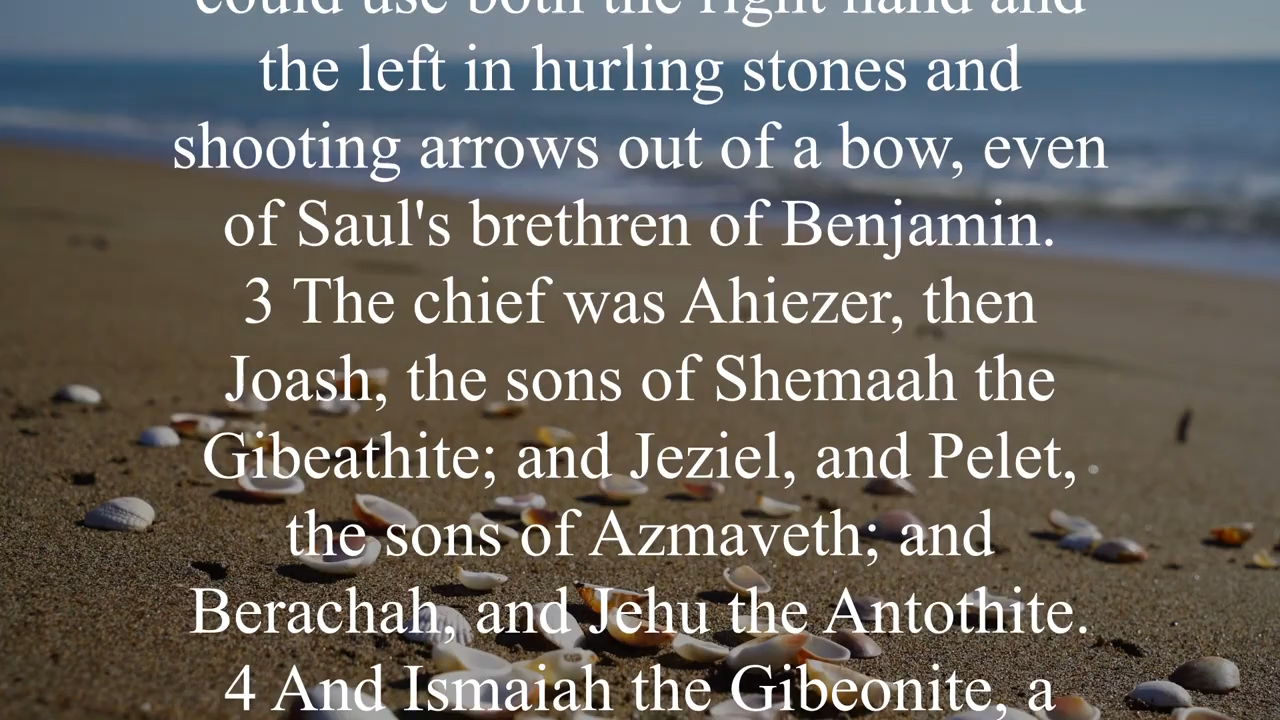 could use both the right hand and
the left in hurling stones and
shooting arrows out of a bow, even
of Saul's brethren of Benjamin.
3 The chief was Ahiezer, then
Joash, the sons of Shemaah the
Gibeathite; and Jeziel, and Pelet,
the sons of Azmaveth; and
Berachah, and Jehu the Antothite.
4 And Ismaiah the Gibeonite, a